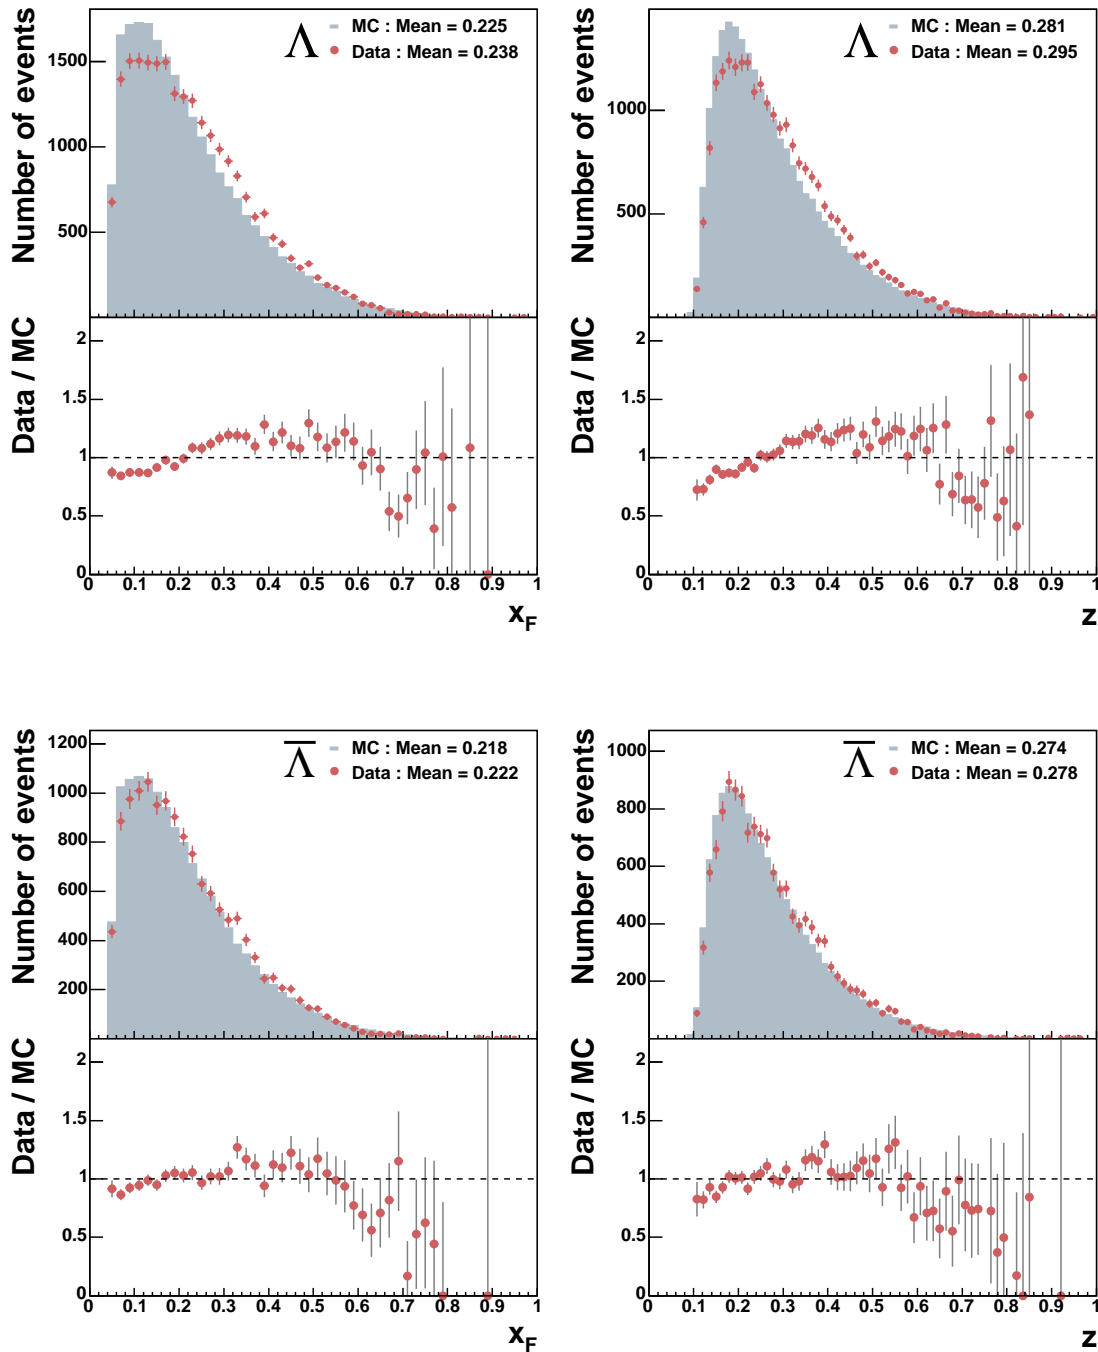 Number of events
1500
1000
500
Λ
MC : Mean = 0.225
Data : Mean = 0.238
Data / MC
2
1.5
1
0.5
0
0 0.1 0.2 0.3 0.4 0.5 0.6 0.7 0.8 0.9 1
x_F
Number of events
1000
500
Λ
MC : Mean = 0.281
Data : Mean = 0.295
Data / MC
2
1.5
1
0.5
0
0 0.1 0.2 0.3 0.4 0.5 0.6 0.7 0.8 0.9 1
z
Number of events
1200
1000
800
600
400
200
Λ̅
MC : Mean = 0.218
Data : Mean = 0.222
Data / MC
2
1.5
1
0.5
0
0 0.1 0.2 0.3 0.4 0.5 0.6 0.7 0.8 0.9 1
x_F
Number of events
1000
800
600
400
200
Λ̅
MC : Mean = 0.274
Data : Mean = 0.278
Data / MC
2
1.5
1
0.5
0
0 0.1 0.2 0.3 0.4 0.5 0.6 0.7 0.8 0.9 1
z